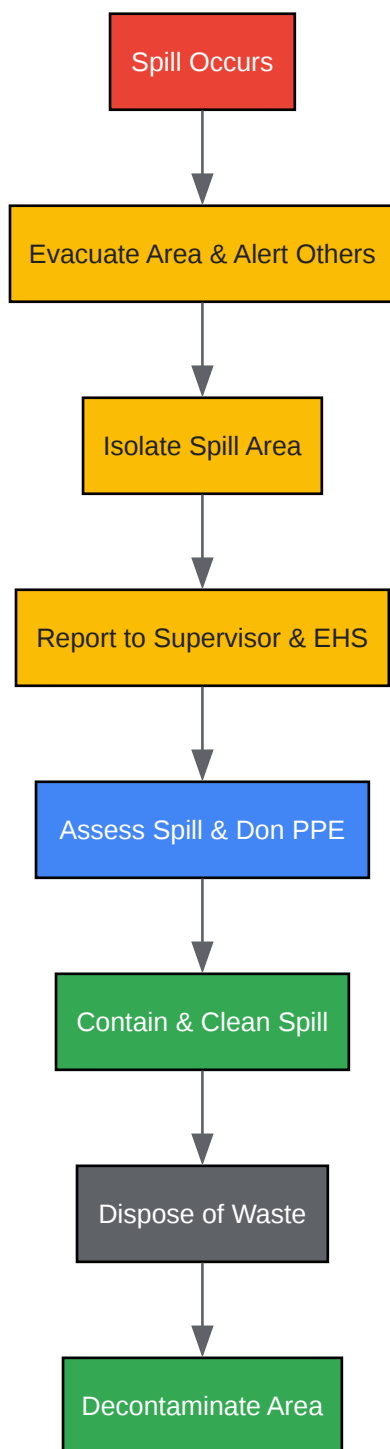 Spill Occurs
Evacuate Area & Alert Others
Isolate Spill Area
Report to Supervisor & EHS
Assess Spill & Don PPE
Contain & Clean Spill
Dispose of Waste
Decontaminate Area